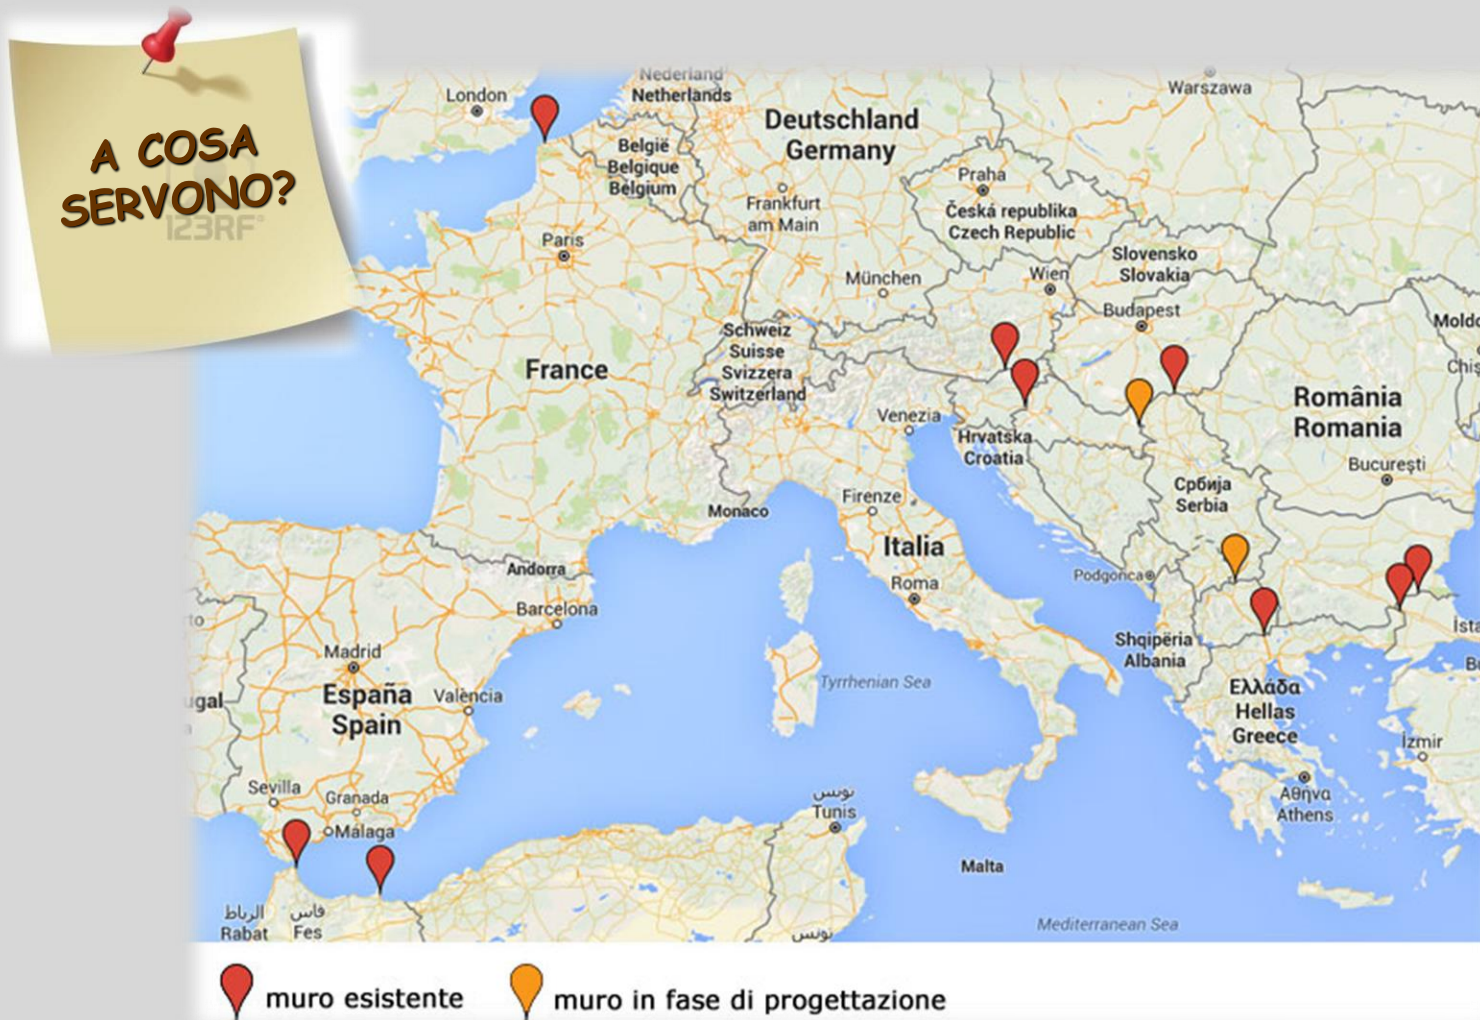 A COSA
SERVONO?
123RF
Nederland
Netherlands
London
Warszawa
Deutschland
Germany
België
Belgique
Belgium
Praha
Frankfurt
am Main
Česká republika
Czech Republic
Paris
Slovensko
Slovakia
München
Wien
Budapest
Schweiz
Suisse
Svizzera
Switzerland
France
România
Romania
Venezia
Hrvatska
Croatia
București
Србија
Serbia
Firenze
Monaco
Italia
Andorra
Roma
Podgorica
Barcelona
Madrid
Shqipëria
Albania
España
Spain
València
Tyrrhenian Sea
Ελλάδα
Hellas
Greece
İzmir
Sevilla
Granada
Málaga
تونس
Tunis
Αθήνα
Athens
Malta
الرباط
Rabat
فاس
Fes
تونس
Mediterranean Sea
muro esistente
muro in fase di progettazione